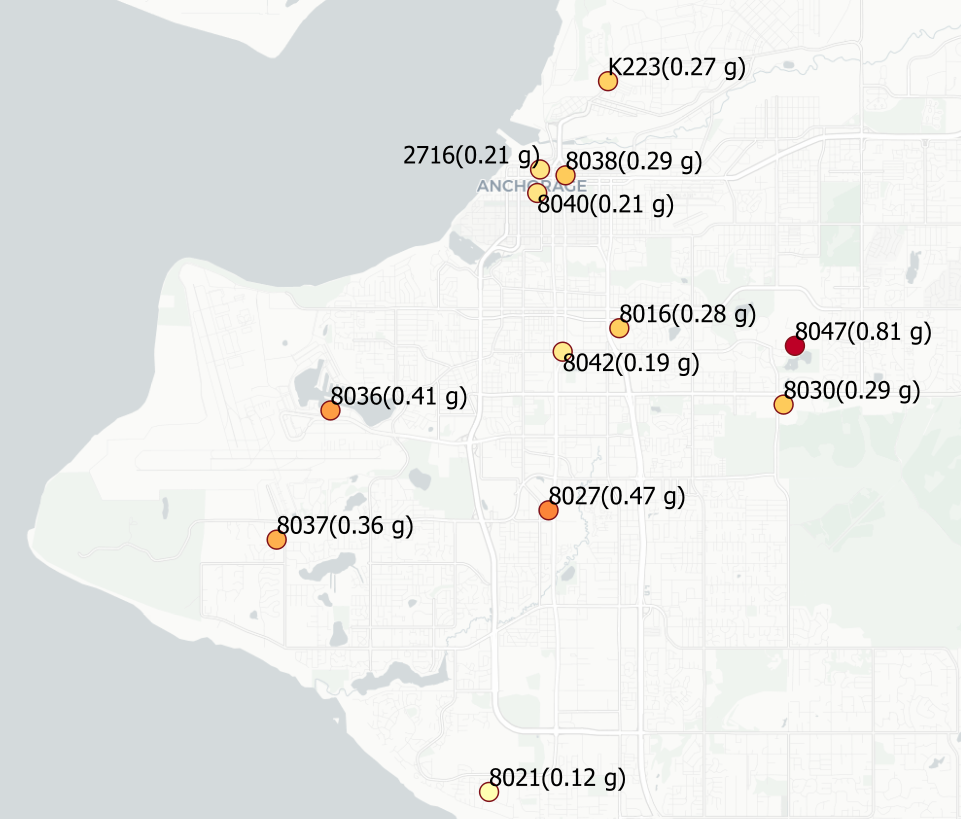 K223(0.27 g)
2716(0.21 g)
8038(0.29 g)
ANCHORAGE
8040(0.21 g)
8016(0.28 g)
8047(0.81 g)
8042(0.19 g)
8030(0.29 g)
8036(0.41 g)
8027(0.47 g)
8037(0.36 g)
8021(0.12 g)